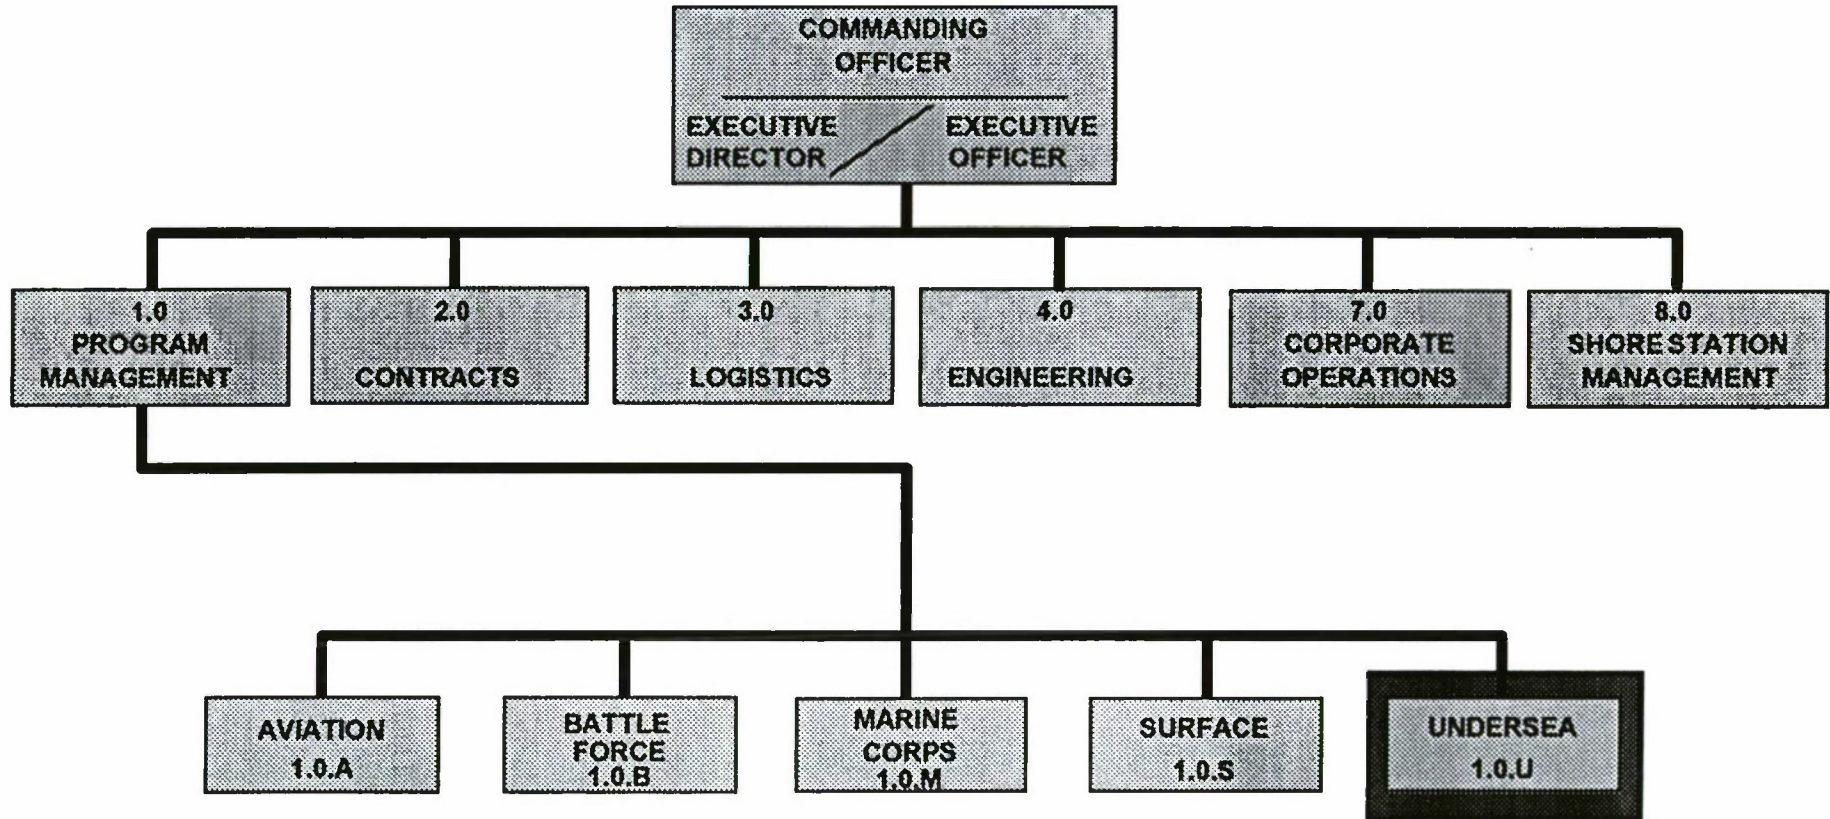 COMMANDING
OFFICER
EXECUTIVE
DIRECTOR
EXECUTIVE
OFFICER
1.0
PROGRAM
MANAGEMENT
2.0
CONTRACTS
3.0
LOGISTICS
4.0
ENGINEERING
7.0
CORPORATE
OPERATIONS
8.0
SHORE STATION
MANAGEMENT
AVIATION
1.0.A
BATTLE
FORCE
1.0.B
MARINE
CORPS
1.0.M
SURFACE
1.0.S
UNDERSEA
1.0.U